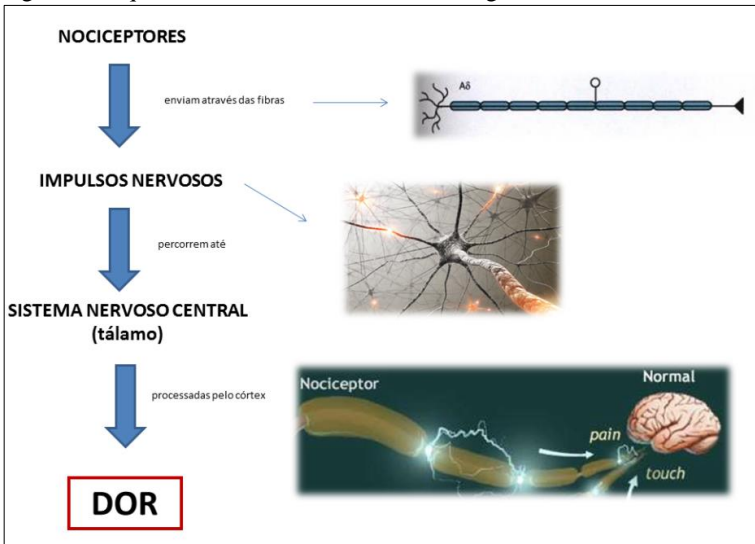 NOCICEPTORES
enviam através das fibras
Aδ
IMPULSOS NERVOSOS
percorrem até
SISTEMA NERVOSO CENTRAL
(tálamo)
processadas pelo córtex
Nociceptor
Normal
pain
touch
DOR